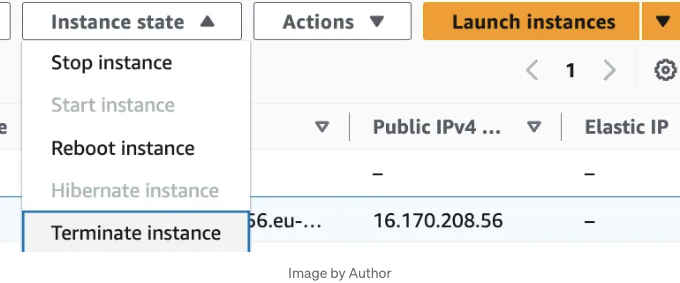 Instance state Actions Launch instances
Stop instance
1
Start instance
e Public IPv4 ... Elastic IP
Reboot instance
– –
Hibernate instance
56.eu-... 16.170.208.56 –
Terminate instance
Image by Author